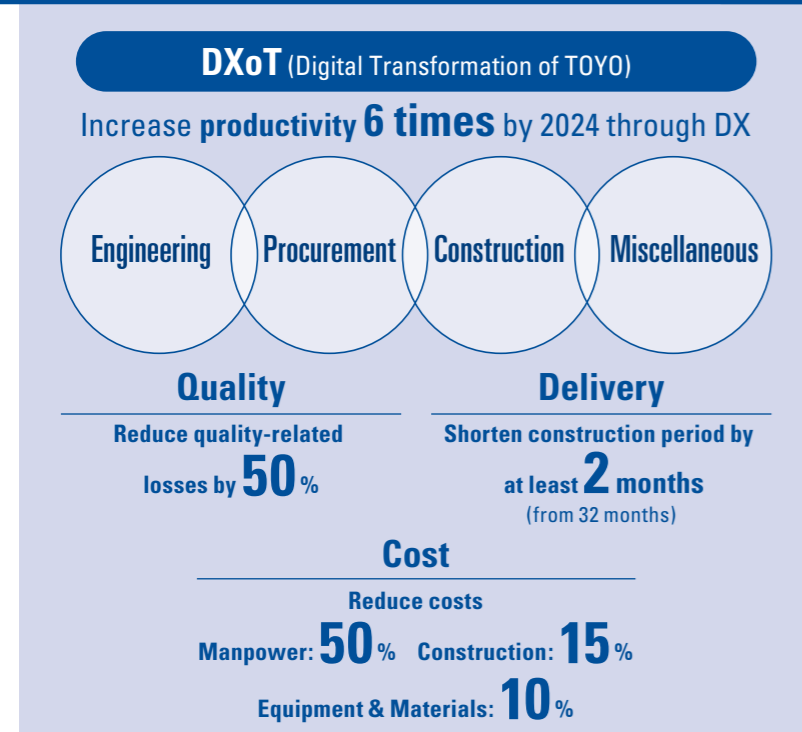 DXoT (Digital Transformation of TOYO)
Increase productivity 6 times by 2024 through DX
Engineering
Procurement
Construction
Miscellaneous
Quality
Reduce quality-related
losses by 50 %
Delivery
Shorten construction period by
at least 2 months
(from 32 months)
Cost
Reduce costs
Manpower: 50 % Construction: 15 %
Equipment & Materials: 10 %